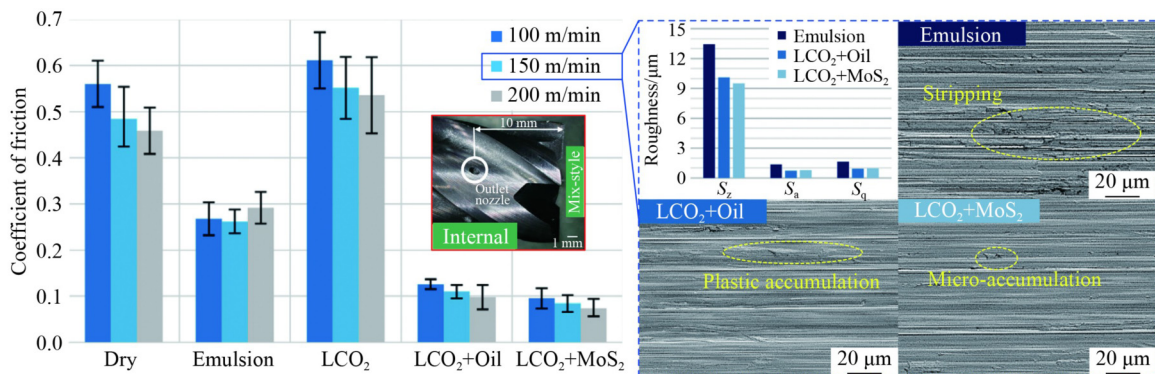 Coefficient of friction
0.7
0.6
0.5
0.4
0.3
0.2
0.1
0.0
100 m/min
150 m/min
200 m/min
10 mm
Outlet
nozzle
Mix-style
Internal
1 mm
Dry
Emulsion
LCO₂
LCO₂+Oil
LCO₂+MoS₂
Roughness/μm
15
12
9
6
3
0
Emulsion
LCO₂+Oil
LCO₂+MoS₂
S_z
S_a
S_q
Emulsion
Stripping
20 μm
LCO₂+Oil
Plastic accumulation
20 μm
LCO₂+MoS₂
Micro-accumulation
20 μm